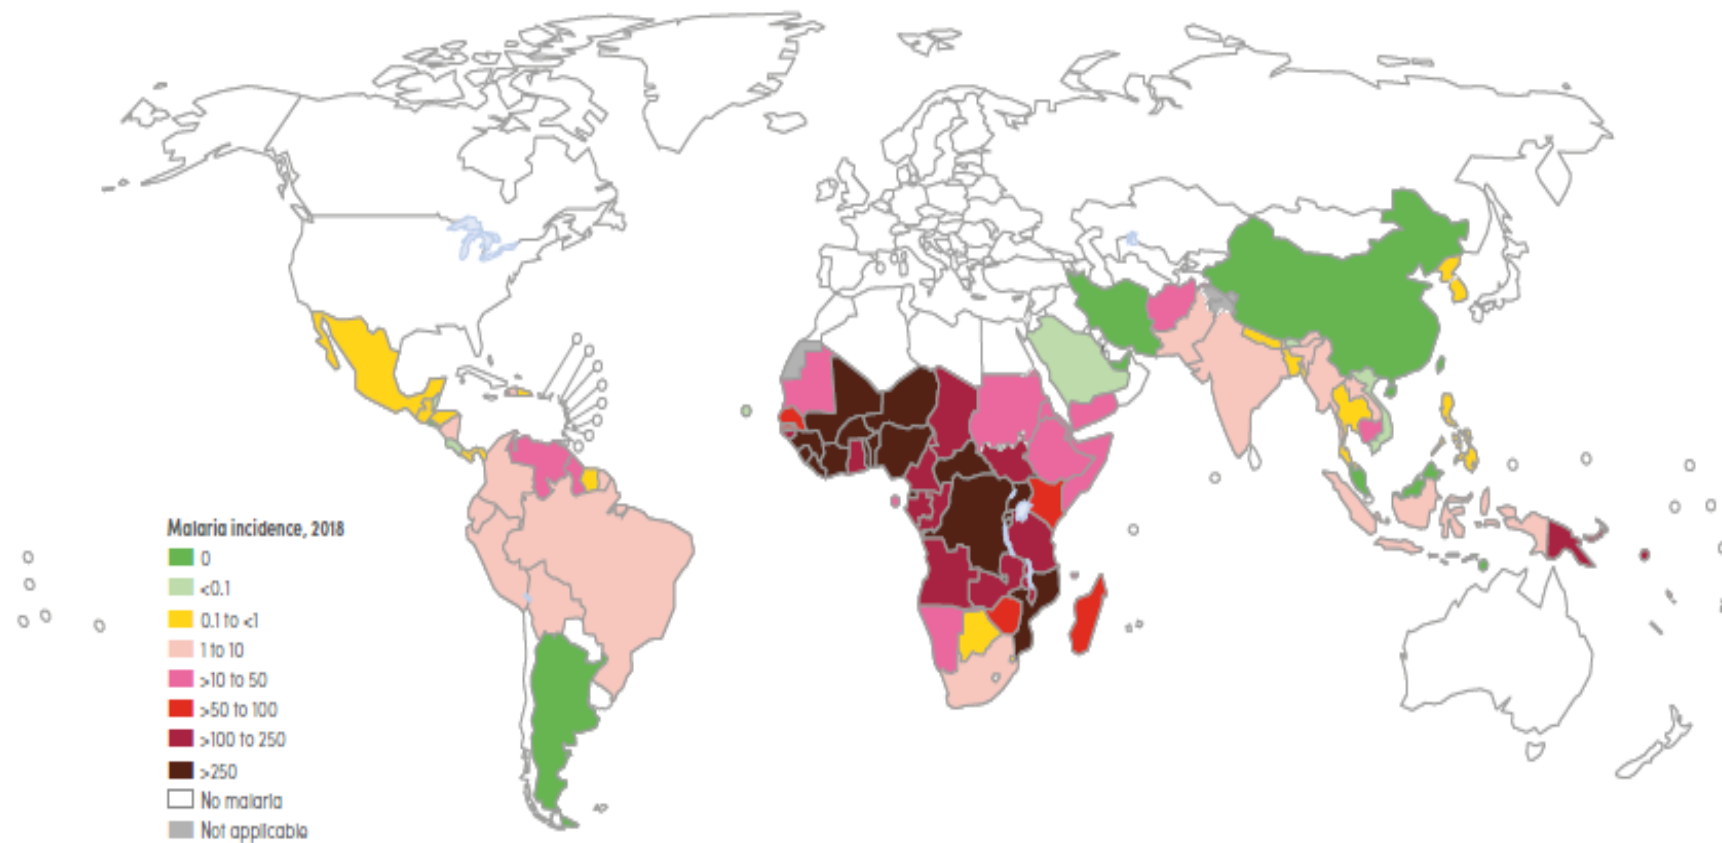 Malaria incidence, 2018
0
<0.1
0.1 to <1
1 to 10
>10 to 50
>50 to 100
>100 to 250
>250
No malaria
Not applicable